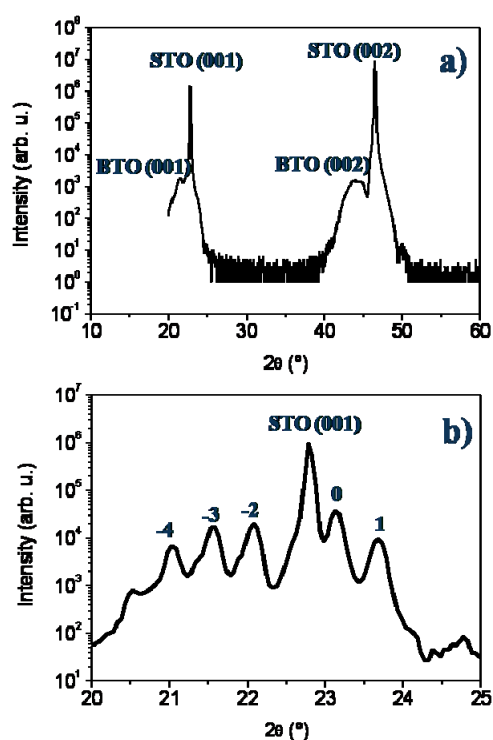 10⁸
10⁷
10⁶
10⁵
10⁴
10³
10²
10¹
10⁰
10⁻¹
Intensity (arb. u.)
STO (001)
STO (002)
a)
BTO (001)
BTO (002)
10 20 30 40 50 60
2θ (°)
10⁷
10⁶
10⁵
10⁴
10³
10²
10¹
Intensity (arb. u.)
STO (001)
b)
-4
-3
-2
0
1
20 21 22 23 24 25
2θ (°)